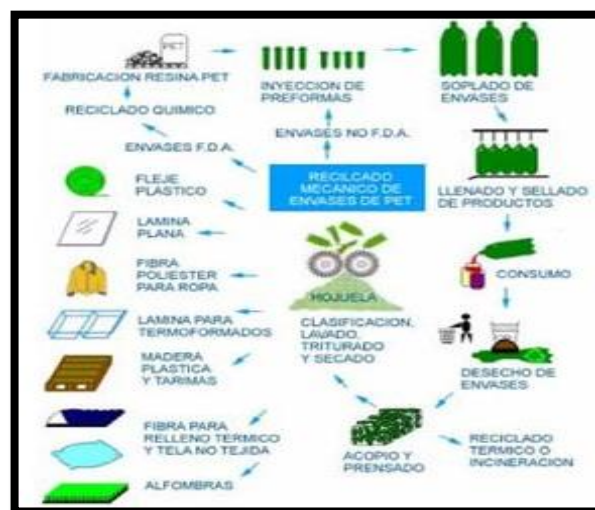 PET
FABRICACION RESINA PET
INYECCION DE
PREFORMAS
SOPLADO DE
ENVASES
RECICLADO QUIMICO
ENVASES NO F.D.A.
ENVASES F.D.A.
RECILCADO
MECANICO DE
ENVASES DE PET
FLEJE
PLASTICO
LLENADO Y SELLADO
DE PRODUCTOS
LAMINA
PLANA
FIBRA
POLIESTER
PARA ROPA
HOJUELA
CONSUMO
LAMINA PARA
TERMOFORMADOS
CLASIFICACION,
LAVADO,
TRITURADO
Y SECADO
MADERA
PLASTICA
Y TARIMAS
DESECHO DE
ENVASES
FIBRA PARA
RELLENO TERMICO
Y TELA NO TEJIDA
ACOPIO Y
PRENSADO
RECICLADO
TERMICO O
INCINERACION
ALFOMBRAS